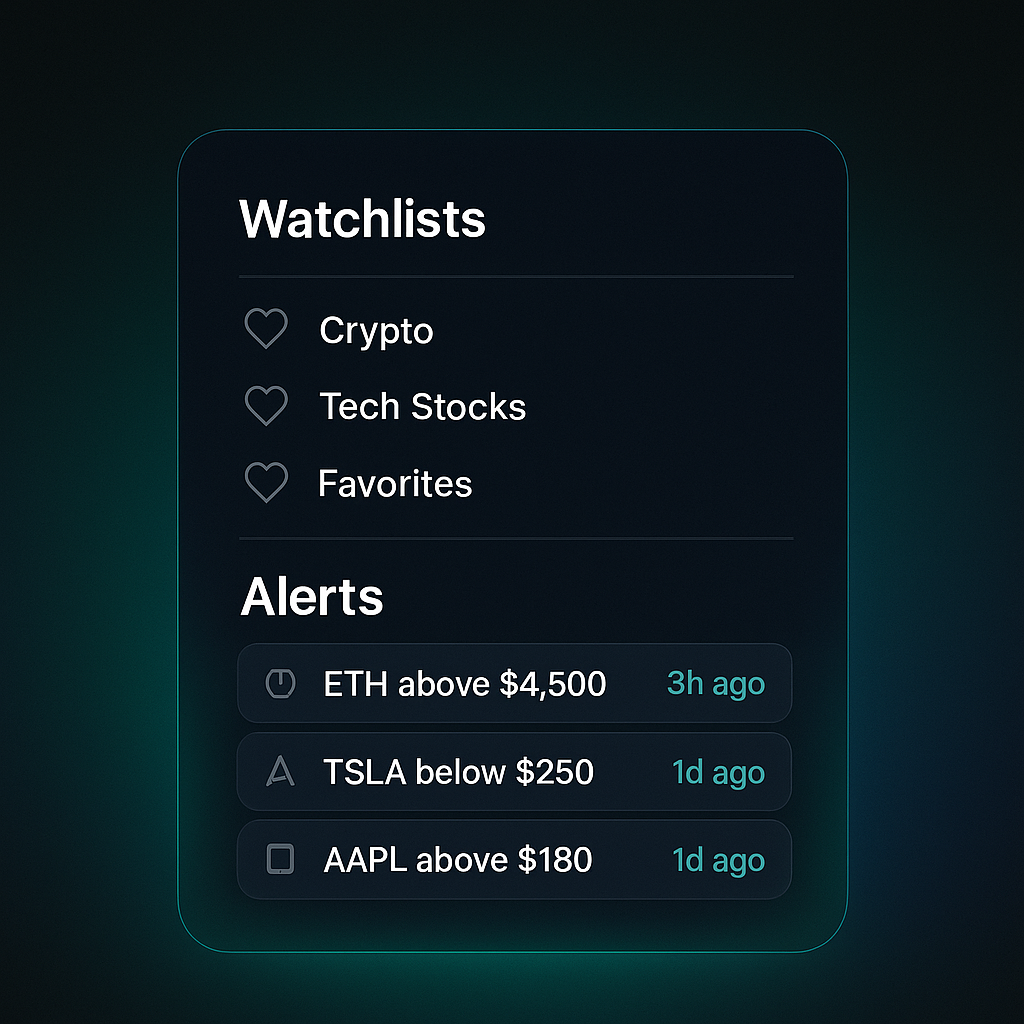 Watchlists
Crypto
Tech Stocks
Favorites
Alerts
ETH above $4,500 3h ago
TSLA below $250 1d ago
AAPL above $180 1d ago